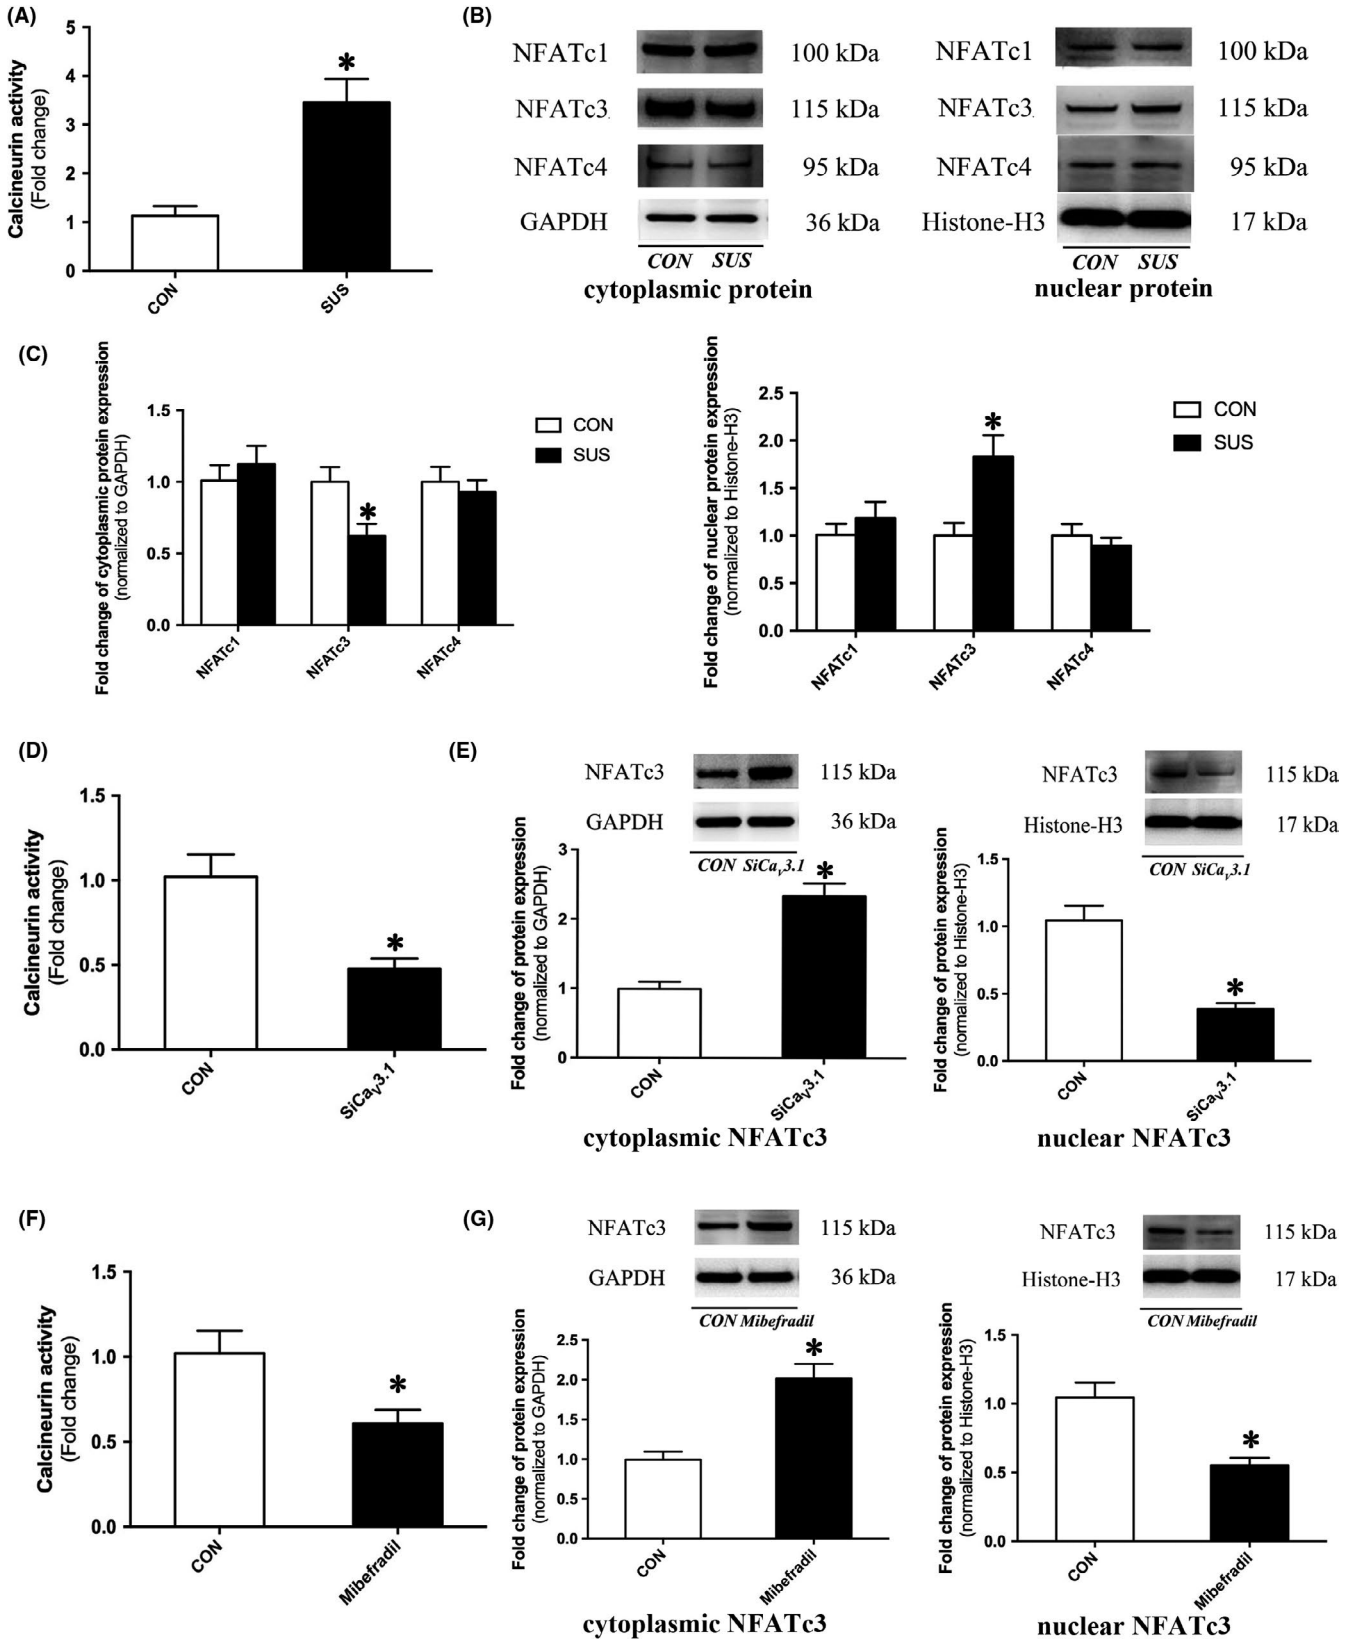 (A)
Calcineurin activity
(Fold change)
5
4
3
2
1
0
*
CON
SUS
(B)
NFATc1
100 kDa
NFATc3
115 kDa
NFATc4
95 kDa
GAPDH
36 kDa
CON SUS
cytoplasmic protein
NFATc1
100 kDa
NFATc3
115 kDa
NFATc4
95 kDa
Histone-H3
17 kDa
CON SUS
nuclear protein
(C)
Fold change of cytoplasmic protein expression
(normalized to GAPDH)
1.5
1.0
0.5
0.0
*
NFATc1
NFATc3
NFATc4
CON
SUS
Fold change of nuclear protein expression
(normalized to Histone-H3)
2.5
2.0
1.5
1.0
0.5
0.0
*
NFATc1
NFATc3
NFATc4
CON
SUS
(D)
Calcineurin activity
(Fold change)
1.5
1.0
0.5
0.0
*
CON
SiCaV3.1
(E)
NFATc3
115 kDa
GAPDH
36 kDa
CON SiCav3.1
Fold change of protein expression
(normalized to GAPDH)
3
2
1
0
*
CON
SiCaV3.1
cytoplasmic NFATc3
NFATc3
115 kDa
Histone-H3
17 kDa
CON SiCav3.1
Fold change of protein expression
(normalized to Histone-H3)
1.5
1.0
0.5
0.0
*
CON
SiCaV3.1
nuclear NFATc3
(F)
Calcineurin activity
(Fold change)
1.5
1.0
0.5
0.0
*
CON
Mibefradil
(G)
NFATc3
115 kDa
GAPDH
36 kDa
CON Mibefradil
Fold change of protein expression
(normalized to GAPDH)
2.5
2.0
1.5
1.0
0.5
0.0
*
CON
Mibefradil
cytoplasmic NFATc3
NFATc3
115 kDa
Histone-H3
17 kDa
CON Mibefradil
Fold change of protein expression
(normalized to Histone-H3)
1.5
1.0
0.5
0.0
*
CON
Mibefradil
nuclear NFATc3